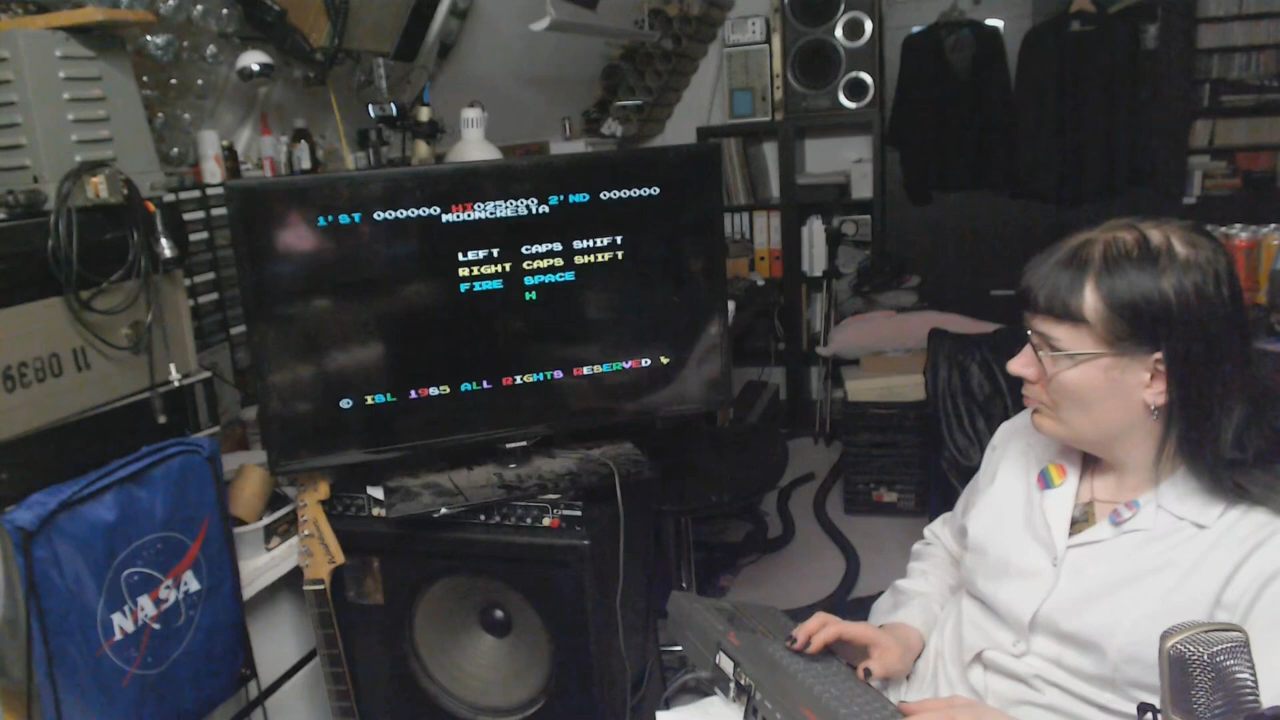 1'ST 000000 HI025000 2'ND 000000
MOONCRESTA
LEFT CAPS SHIFT
RIGHT CAPS SHIFT
FIRE SPACE
H
© ISL 1985 ALL RIGHTS RESERVED
11 0839
NASA